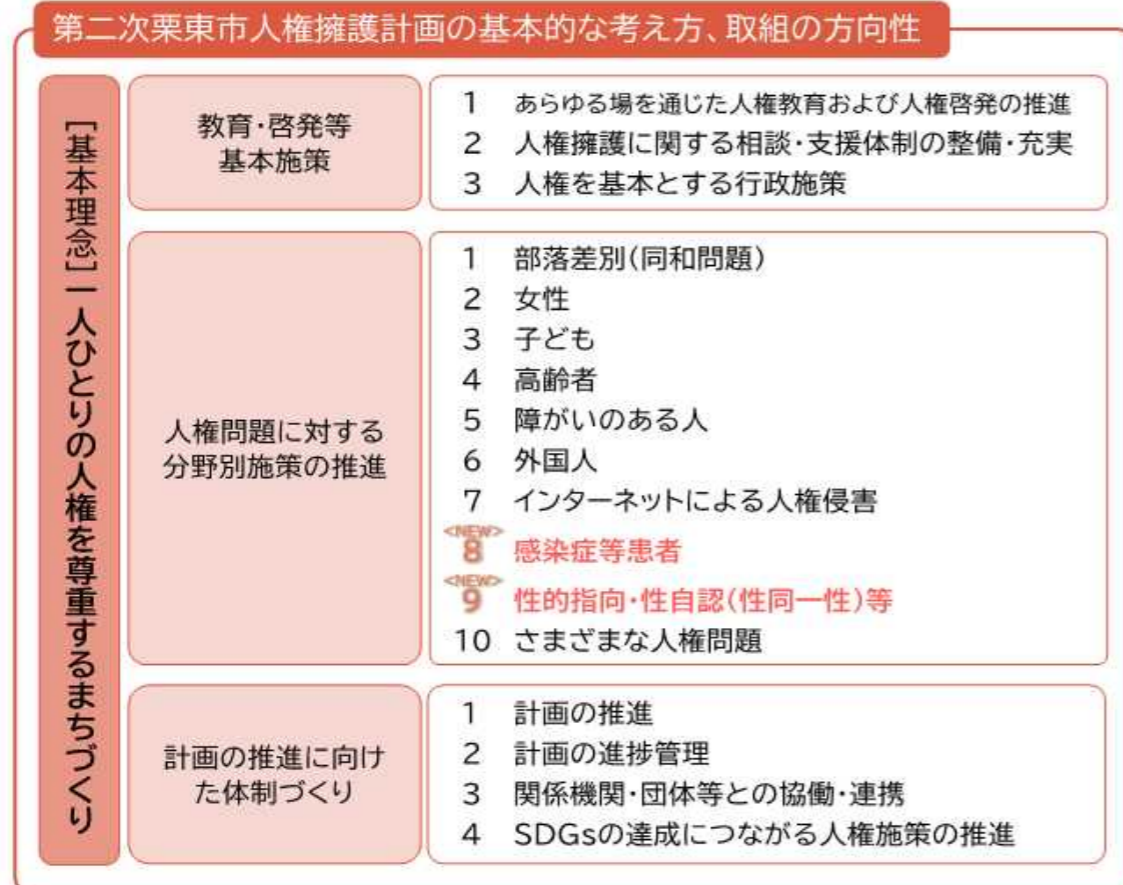 第二次栗東市人権擁護計画の基本的な考え方、取組の方向性
[基本理念]一人ひとりの人権を尊重するまちづくり
教育・啓発等
基本施策
1 あらゆる場を通じた人権教育および人権啓発の推進
2 人権擁護に関する相談・支援体制の整備・充実
3 人権を基本とする行政施策
人権問題に対する
分野別施策の推進
1 部落差別(同和問題)
2 女性
3 子ども
4 高齢者
5 障がいのある人
6 外国人
7 インターネットによる人権侵害
<NEW>
8 感染症等患者
<NEW>
9 性的指向・性自認(性同一性)等
10 さまざまな人権問題
計画の推進に向け
た体制づくり
1 計画の推進
2 計画の進捗管理
3 関係機関・団体等との協働・連携
4 SDGsの達成につながる人権施策の推進